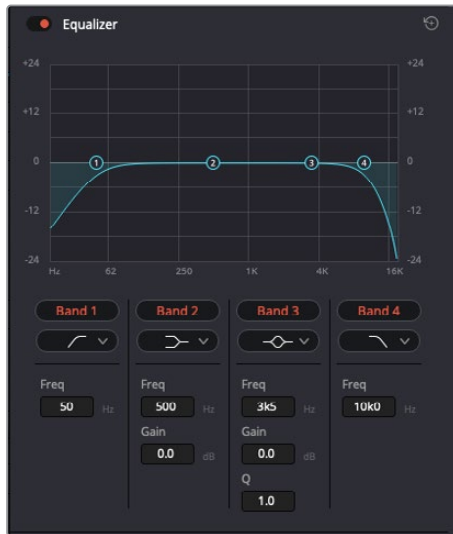 Equalizer
+24 +24
+12 +12
0 1 2 3 4 0
-12 -12
-24 -24
Hz 62 250 1K 4K 16K
Band 1 Band 2 Band 3 Band 4
Freq Freq Freq Freq
50 Hz 500 Hz 3k5 Hz 10k0 Hz
Gain Gain
0.0 dB 0.0 dB
Q
1.0